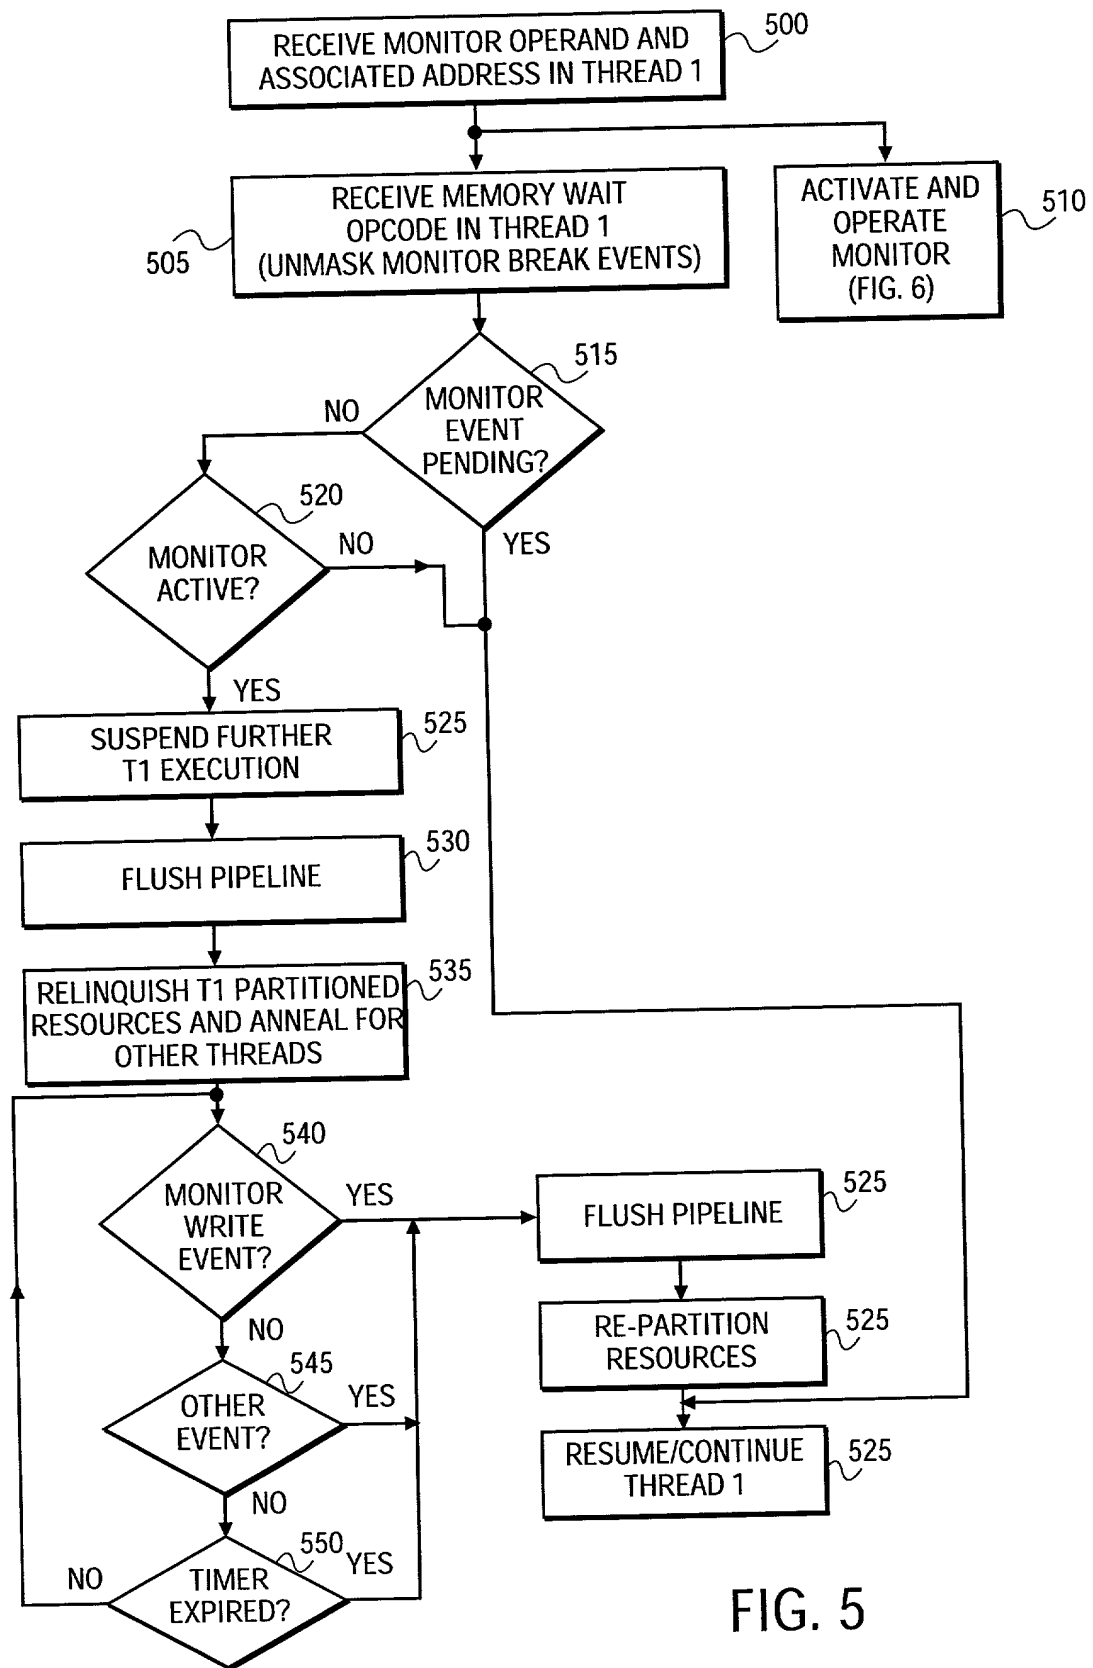 RECEIVE MONITOR OPERAND AND
ASSOCIATED ADDRESS IN THREAD 1
500
RECEIVE MEMORY WAIT
OPCODE IN THREAD 1
(UNMASK MONITOR BREAK EVENTS)
505
ACTIVATE AND
OPERATE
MONITOR
(FIG. 6)
510
MONITOR
EVENT
PENDING?
515
NO
YES
MONITOR
ACTIVE?
520
NO
YES
SUSPEND FURTHER
T1 EXECUTION
525
FLUSH PIPELINE
530
RELINQUISH T1 PARTITIONED
RESOURCES AND ANNEAL FOR
OTHER THREADS
535
MONITOR
WRITE
EVENT?
540
YES
NO
OTHER
EVENT?
545
YES
NO
TIMER
EXPIRED?
550
YES
NO
FLUSH PIPELINE
525
RE-PARTITION
RESOURCES
525
RESUME/CONTINUE
THREAD 1
525
FIG. 5